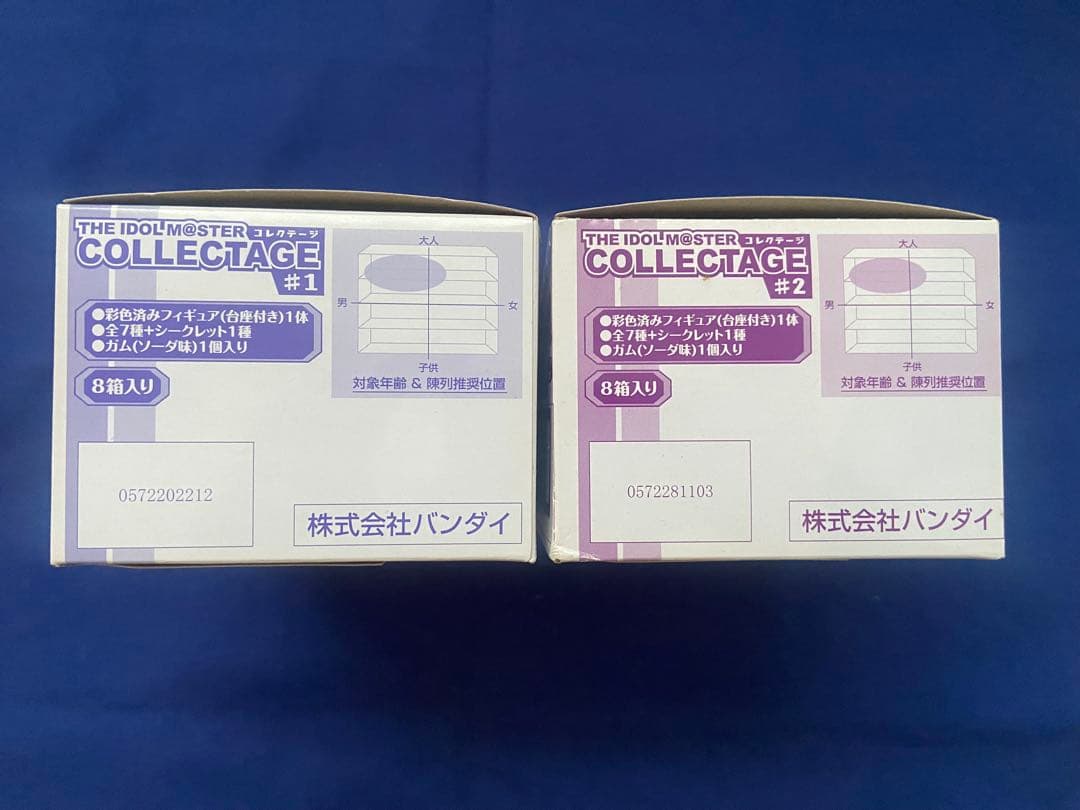 THE IDOLM@STER コレクテージ
COLLECTAGE
#1
●彩色済みフィギュア(台座付き)1体
●全7種+シークレット1種
●ガム(ソーダ味)1個入り
8箱入り
大人
男
女
子供
対象年齢 & 陳列推奨位置
0572202212
株式会社バンダイ
THE IDOLM@STER コレクテージ
COLLECTAGE
#2
●彩色済みフィギュア(台座付き)1体
●全7種+シークレット1種
●ガム(ソーダ味)1個入り
8箱入り
大人
男
女
子供
対象年齢 & 陳列推奨位置
0572281103
株式会社バンダイ